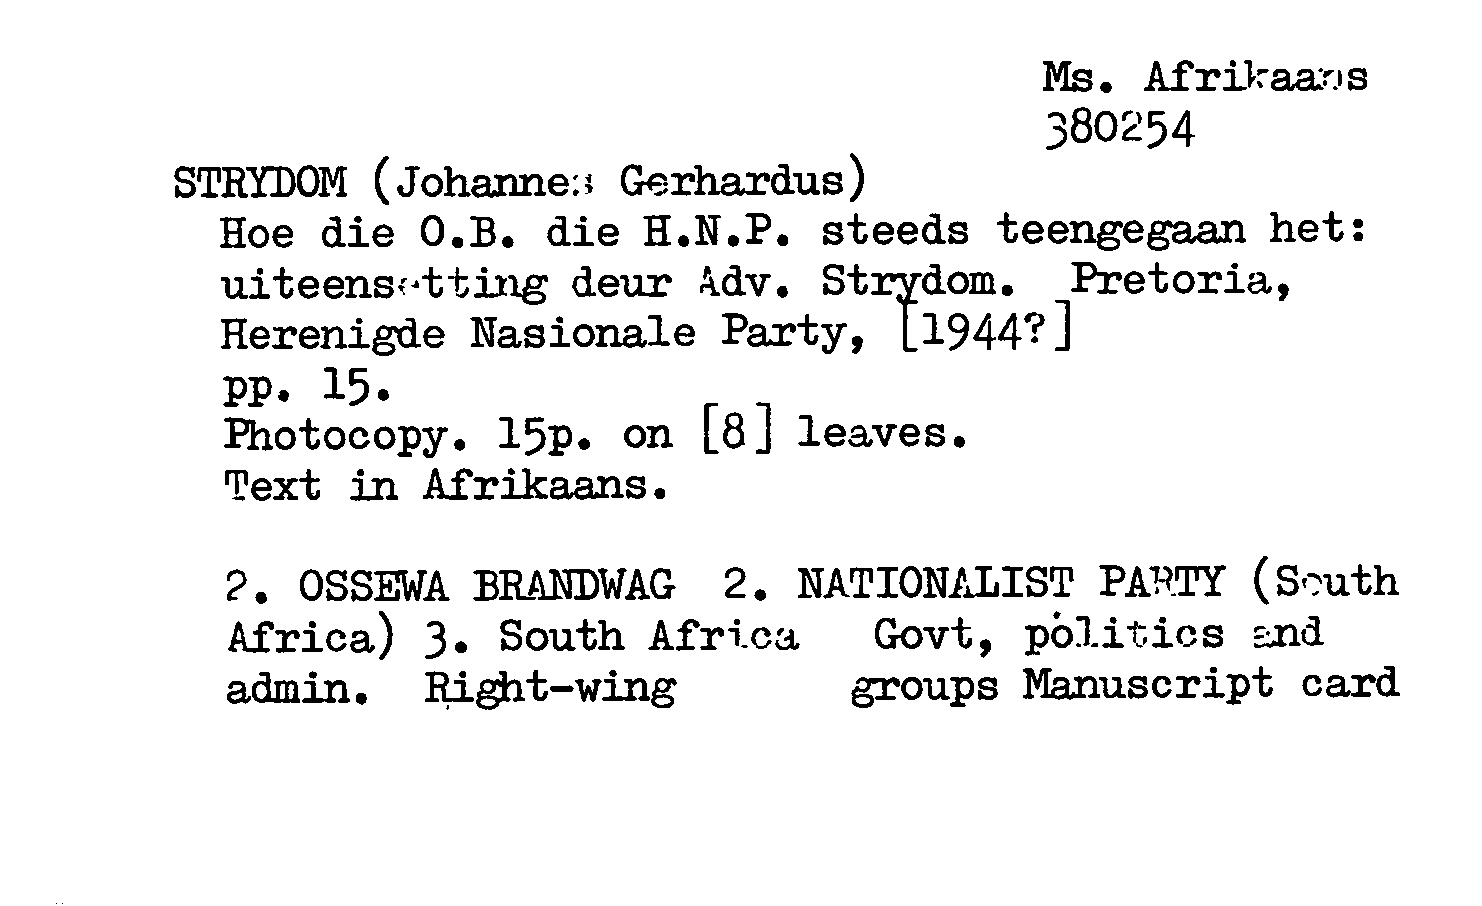 Ms. Afrikaans
380254
STRYDOM (Johannes Gerhardus)
Hoe die O.B. die H.N.P. steeds teengegaan het:
uiteensetting deur Adv. Strydom. Pretoria,
Herenigde Nasionale Party, [1944?]
pp. 15.
Photocopy. 15p. on [8] leaves.
Text in Afrikaans.
2. OSSEWA BRANDWAG 2. NATIONALIST PARTY (South
Africa) 3. South Africa Govt, politics and
admin. Right-wing groups Manuscript card